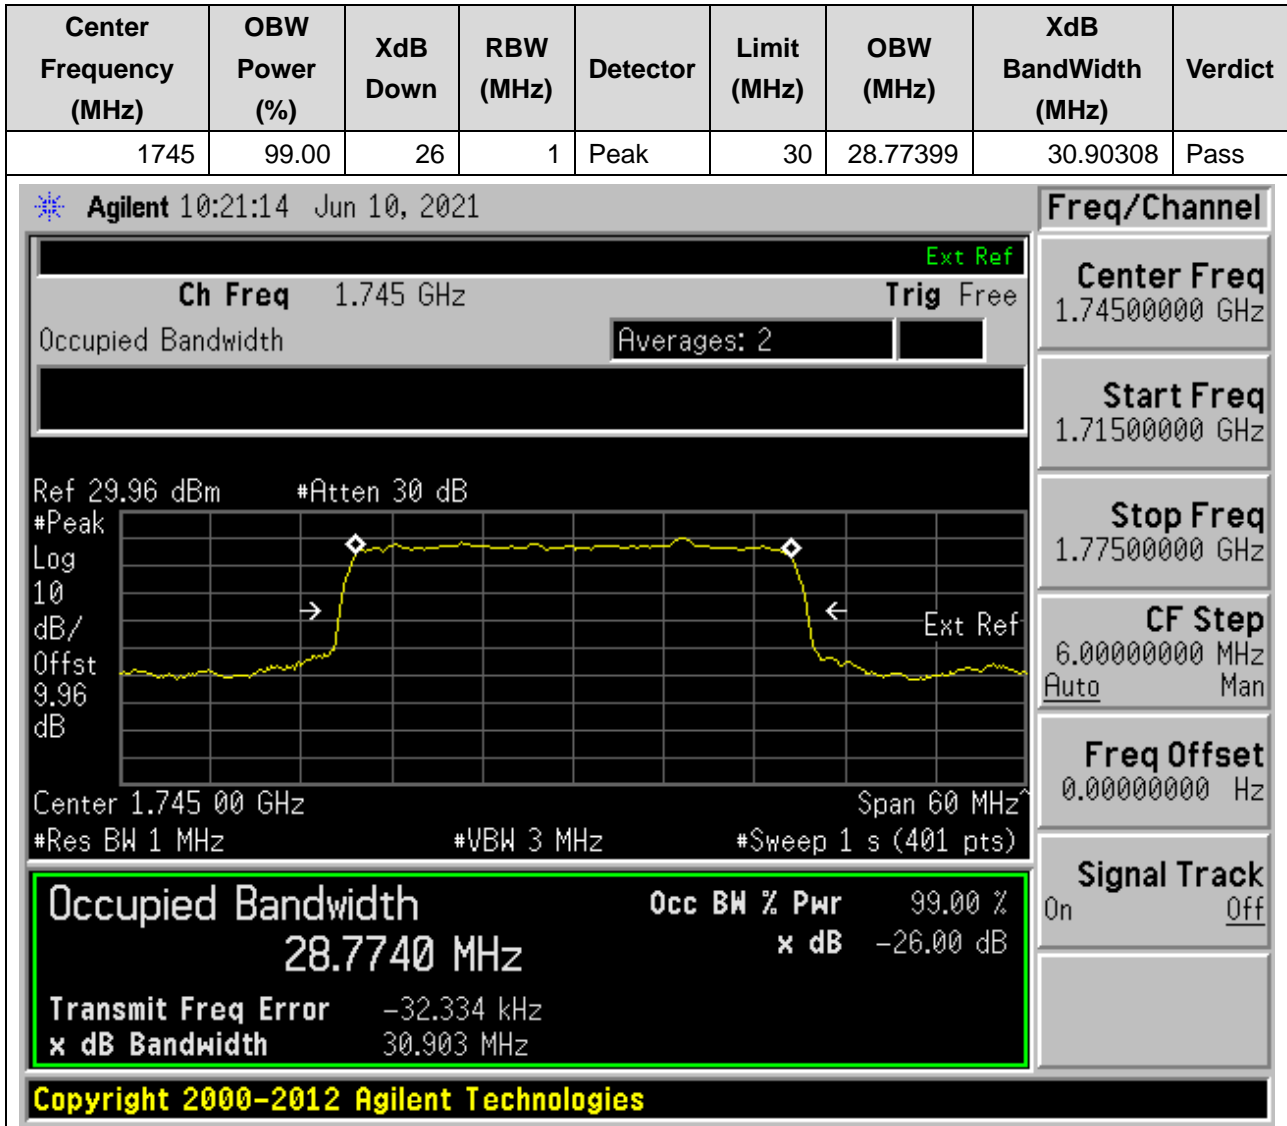 Center Frequency (MHz) OBW Power (%) XdB Down RBW (MHz) Detector Limit (MHz) OBW (MHz) XdB BandWidth (MHz) Verdict
1745 99.00 26 1 Peak 30 28.77399 30.90308 Pass
Agilent 10:21:14 Jun 10, 2021
Ext Ref
Ch Freq 1.745 GHz Trig Free
Occupied Bandwidth Averages: 2
Ref 29.96 dBm #Atten 30 dB
#Peak
Log
10
dB/
Offst
9.96
dB
Ext Ref
Center 1.745 00 GHz Span 60 MHz^
#Res BW 1 MHz #VBW 3 MHz #Sweep 1 s (401 pts)
Occupied Bandwidth Occ BW % Pwr 99.00 %
28.7740 MHz x dB -26.00 dB
Transmit Freq Error -32.334 kHz
x dB Bandwidth 30.903 MHz
Copyright 2000-2012 Agilent Technologies
Freq/Channel
Center Freq
1.74500000 GHz
Start Freq
1.71500000 GHz
Stop Freq
1.77500000 GHz
CF Step
6.00000000 MHz
Auto Man
Freq Offset
0.00000000 Hz
Signal Track
On Off